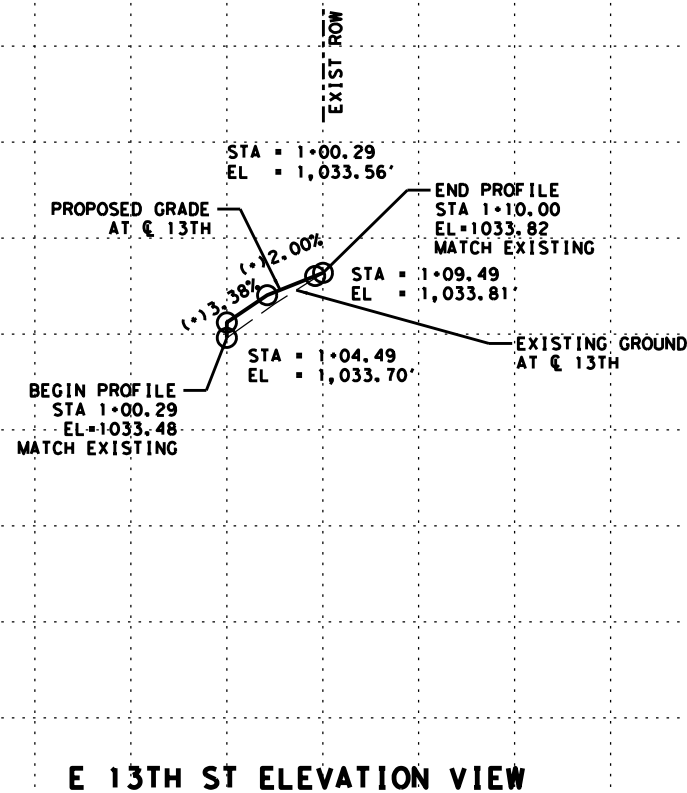 EXIST ROW
STA = 1+00.29
EL = 1,033.56'
PROPOSED GRADE
AT ℄ 13TH
END PROFILE
STA 1+10.00
EL=1033.82
MATCH EXISTING
(+)2.00%
(+)3.38%
STA = 1+09.49
EL = 1,033.81'
EXISTING GROUND
AT ℄ 13TH
STA = 1+04.49
EL = 1,033.70'
BEGIN PROFILE
STA 1+00.29
EL=1033.48
MATCH EXISTING
E 13TH ST ELEVATION VIEW